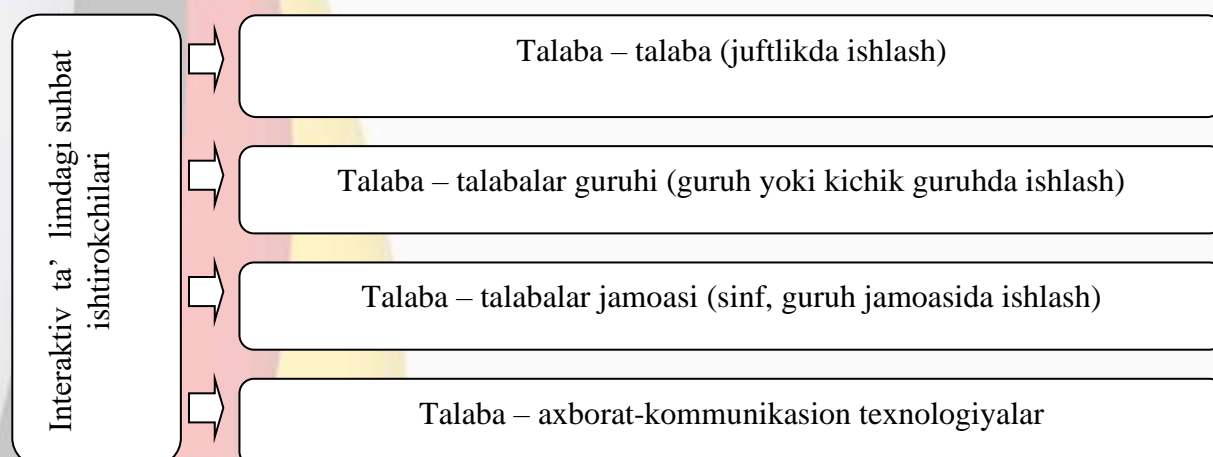 Interaktiv ta’ limdagi suhbat
ishtirokchilari
Talaba – talaba (juftlikda ishlash)
Talaba – talabalar guruhi (guruh yoki kichik guruhda ishlash)
Talaba – talabalar jamoasi (sinf, guruh jamoasida ishlash)
Talaba – axborat-kommunikasion texnologiyalar